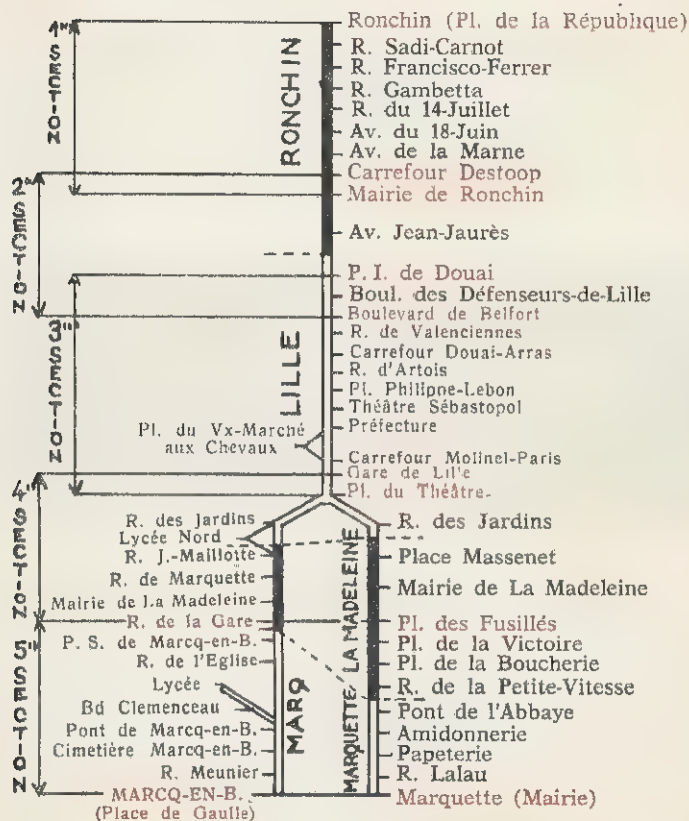 Ronchin (Pl. de la République)
R. Sadi-Carnot
R. Francisco-Ferrer
R. Gambetta
R. du 14-Juillet
Av. du 18-Juin
Av. de la Marne
Carrefour Destoop
Mairie de Ronchin
Av. Jean-Jaurès
P. I. de Douai
Boul. des Défenseurs-de-Lille
Boulevard de Belfort
R. de Valenciennes
Carrefour Douai-Arras
R. d'Artois
Pl. Philippe-Lebon
Théâtre Sébastopol
Préfecture
Pl. du Vx-Marché
aux Chevaux
Carrefour Molinel-Paris
Gare de Lille
Pl. du Théâtre
RONCHIN
LILLE
SECTION
2" SECTION
3" SECTION
4" SECTION
5" SECTION
R. des Jardins
Lycée Nord
R. J.-Maillotte
R. de Marquette
Mairie de La Madeleine
R. de la Gare
P. S. de Marcq-en-B.
R. de l'Eglise
Lycée
Bd Clemenceau
Pont de Marcq-en-B.
Cimetière Marcq-en-B.
R. Meunier
MARCQ-EN-B.
(Place de Gaulle)
MARQ
MARQUETTE
LA MADELEINE
R. des Jardins
Place Massenet
Mairie de La Madeleine
Pl. des Fusillés
Pl. de la Victoire
Pl. de la Boucherie
R. de la Petite-Vitesse
Pont de l'Abbaye
Amidonnerie
Papeterie
R. Lalau
Marquette (Mairie)